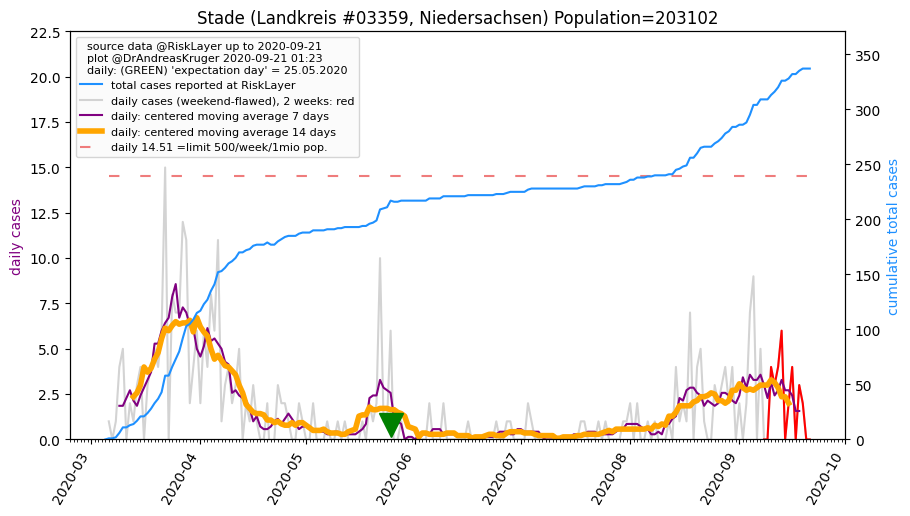 Stade (Landkreis #03359, Niedersachsen) Population=203102
source data @RiskLayer up to 2020-09-21
plot @DrAndreasKruger 2020-09-21 01:23
daily: (GREEN) 'expectation day' = 25.05.2020
total cases reported at RiskLayer
daily cases (weekend-flawed), 2 weeks: red
daily: centered moving average 7 days
daily: centered moving average 14 days
daily 14.51 =limit 500/week/1mio pop.
daily cases
22.5
20.0
17.5
15.0
12.5
10.0
7.5
5.0
2.5
0.0
cumulative total cases
350
300
250
200
150
100
50
0
2020-03
2020-04
2020-05
2020-06
2020-07
2020-08
2020-09
2020-10